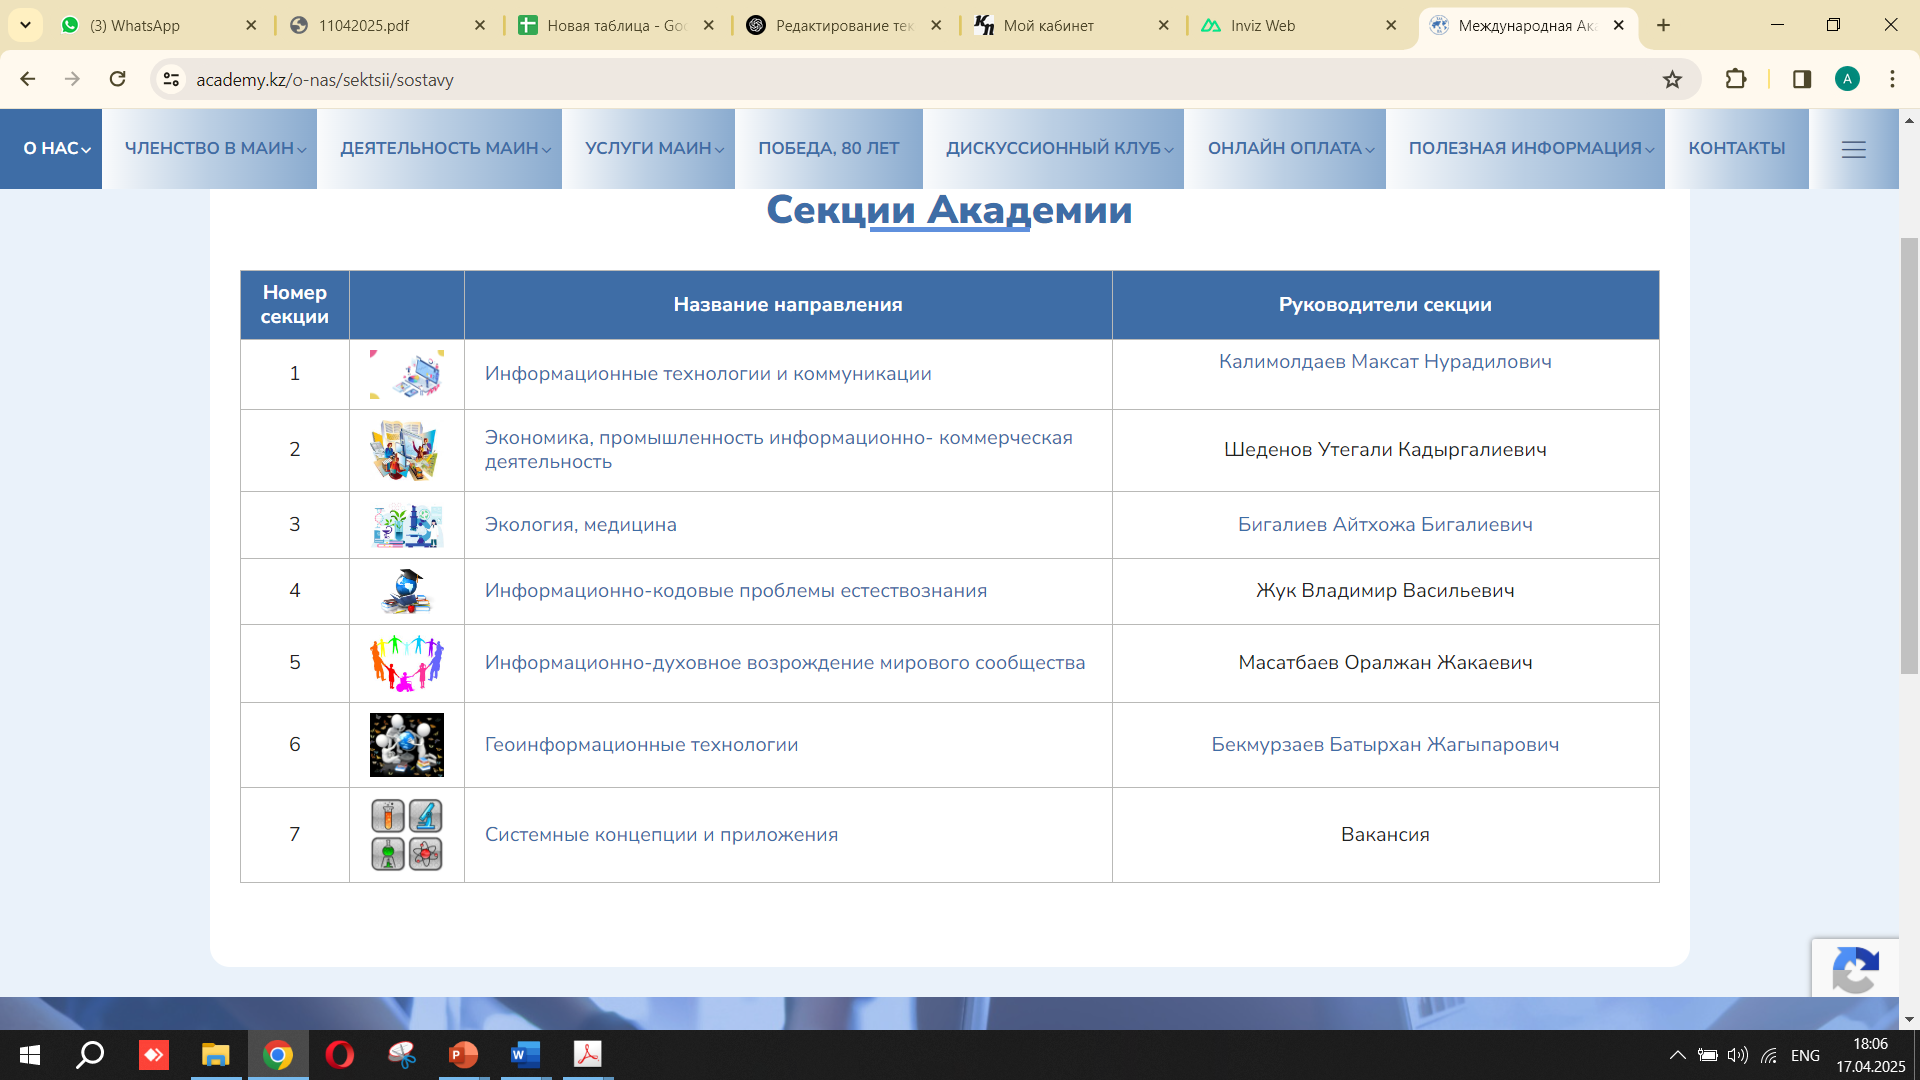 (3) WhatsApp
11042025.pdf
Новая таблица - Goo
Редактирование тек
Мой кабинет
Inviz Web
Международная Ака
academy.kz/o-nas/sektsii/sostavy
A
О НАС
ЧЛЕНСТВО В МАИН
ДЕЯТЕЛЬНОСТЬ МАИН
УСЛУГИ МАИН
ПОБЕДА, 80 ЛЕТ
ДИСКУССИОННЫЙ КЛУБ
ОНЛАЙН ОПЛАТА
ПОЛЕЗНАЯ ИНФОРМАЦИЯ
КОНТАКТЫ
Секции Академии
Номер
секции
Название направления
Руководители секции
1
Информационные технологии и коммуникации
Калимолдаев Максат Нурадилович
2
Экономика, промышленность информационно- коммерческая
деятельность
Шеденов Утегали Кадыргалиевич
3
Экология, медицина
Бигалиев Айтхожа Бигалиевич
4
Информационно-кодовые проблемы естествознания
Жук Владимир Васильевич
5
Информационно-духовное возрождение мирового сообщества
Масатбаев Оралжан Жакаевич
6
Геоинформационные технологии
Бекмурзаев Батырхан Жагыпарович
7
Системные концепции и приложения
Вакансия
ENG
18:06
17.04.2025